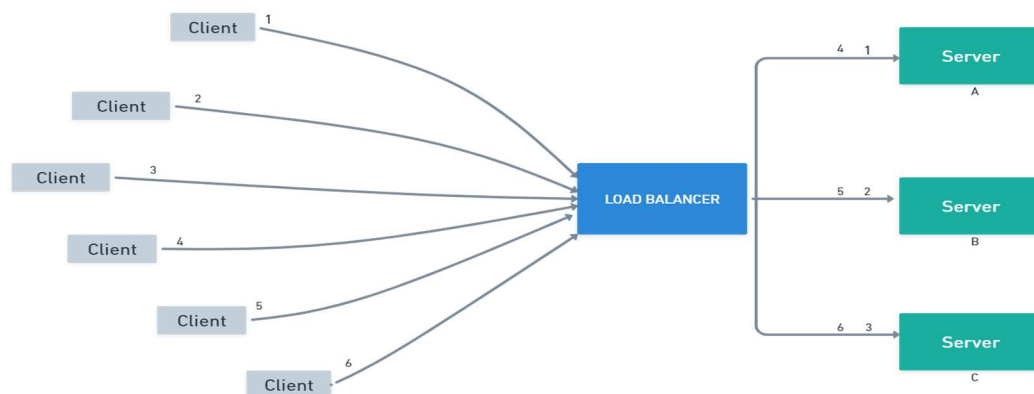 Client 1
Client 2
Client 3
Client 4
Client 5
Client 6
LOAD BALANCER
4 1
Server
A
5 2
Server
B
6 3
Server
C